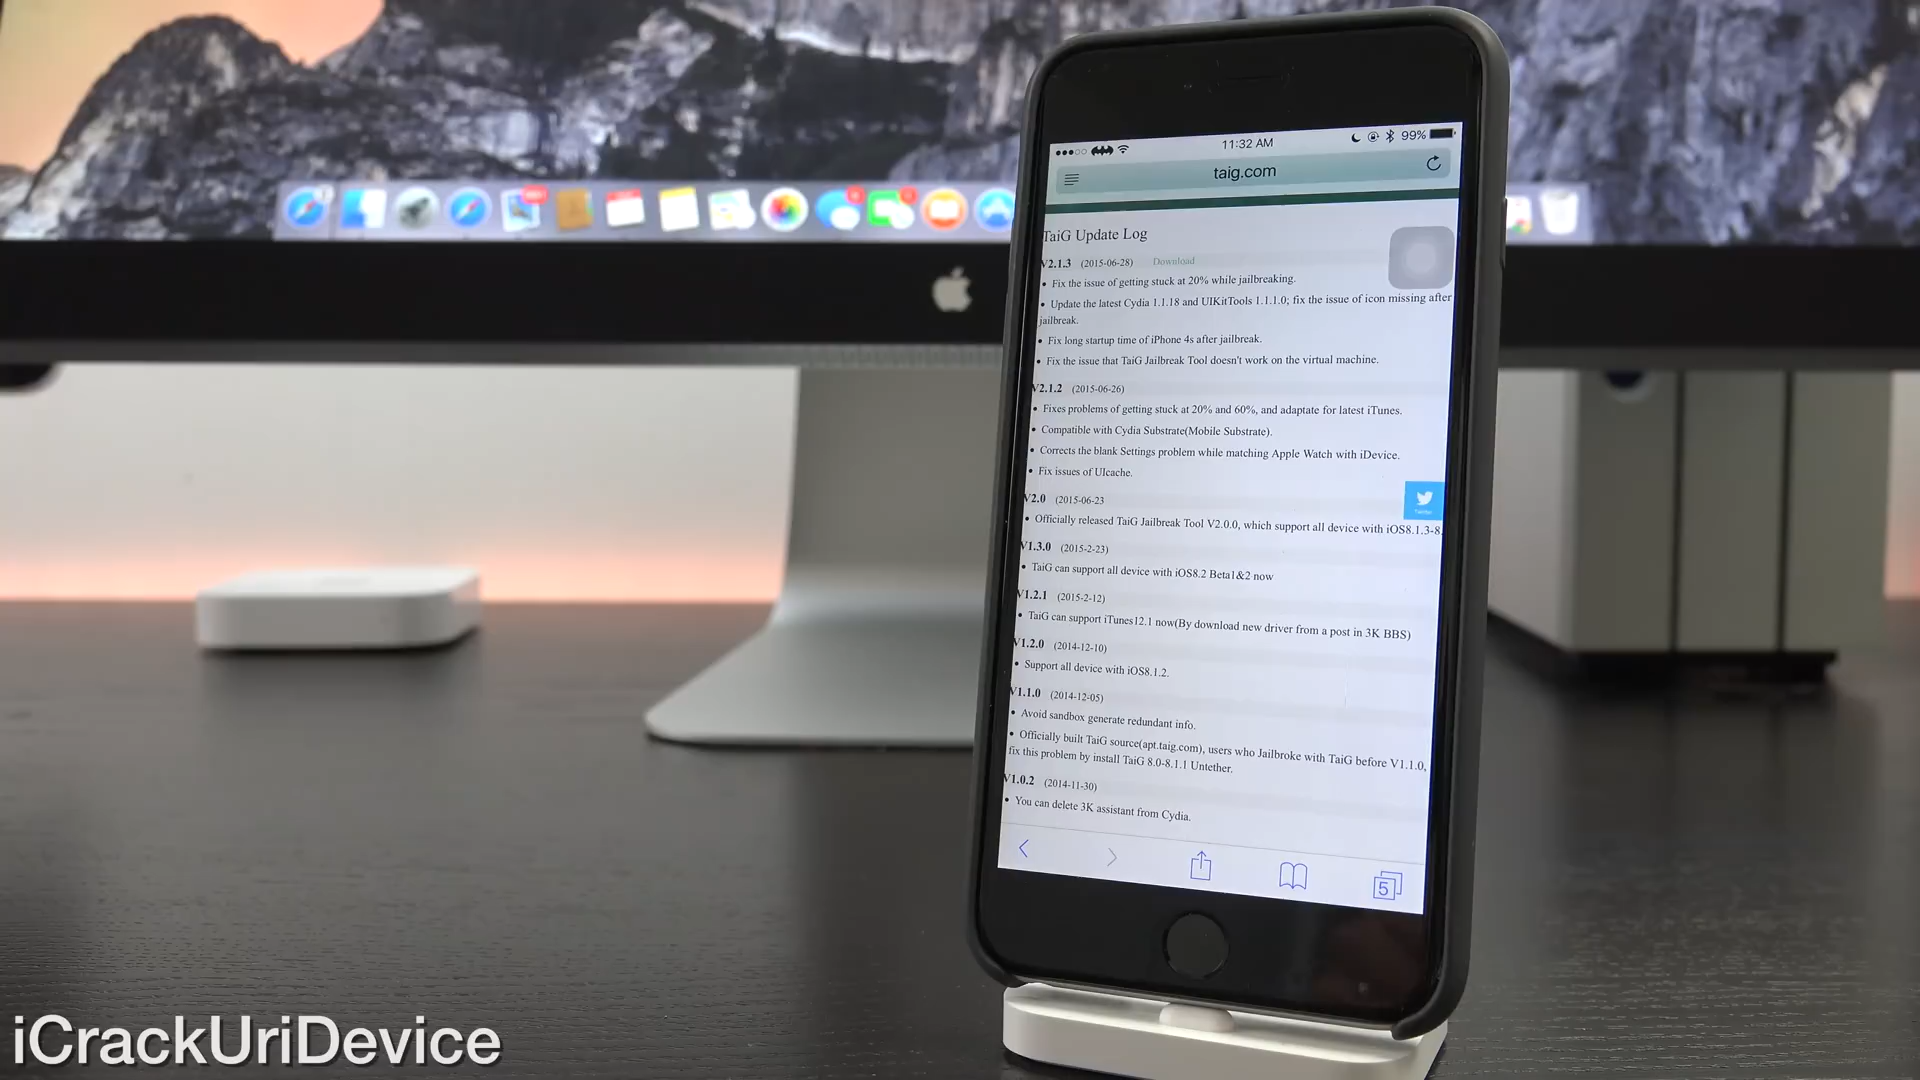 11:32 AM
99%
taig.com
TaiG Update Log
V2.1.3 (2015-06-28) Download
• Fix the issue of getting stuck at 20% while jailbreaking.
• Update the latest Cydia 1.1.18 and UIKitTools 1.1.1.0; fix the issue of icon missing after
jailbreak.
• Fix long startup time of iPhone 4s after jailbreak.
• Fix the issue that TaiG Jailbreak Tool doesn't work on the virtual machine.
V2.1.2 (2015-06-26)
• Fixes problems of getting stuck at 20% and 60%, and adaptate for latest iTunes.
• Compatible with Cydia Substrate(Mobile Substrate).
• Corrects the blank Settings problem while matching Apple Watch with iDevice.
• Fix issues of UIcache.
V2.0 (2015-06-23
• Officially released TaiG Jailbreak Tool V2.0.0, which support all device with iOS8.1.3-8.
V1.3.0 (2015-2-23)
• TaiG can support all device with iOS8.2 Beta1&2 now
V1.2.1 (2015-2-12)
• TaiG can support iTunes12.1 now(By download new driver from a post in 3K BBS)
V1.2.0 (2014-12-10)
• Support all device with iOS8.1.2.
V1.1.0 (2014-12-05)
• Avoid sandbox generate redundant info.
• Officially built TaiG source(apt.taig.com), users who Jailbroke with TaiG before V1.1.0,
fix this problem by install TaiG 8.0-8.1.1 Untether.
V1.0.2 (2014-11-30)
• You can delete 3K assistant from Cydia.
5
iCrackUriDevice